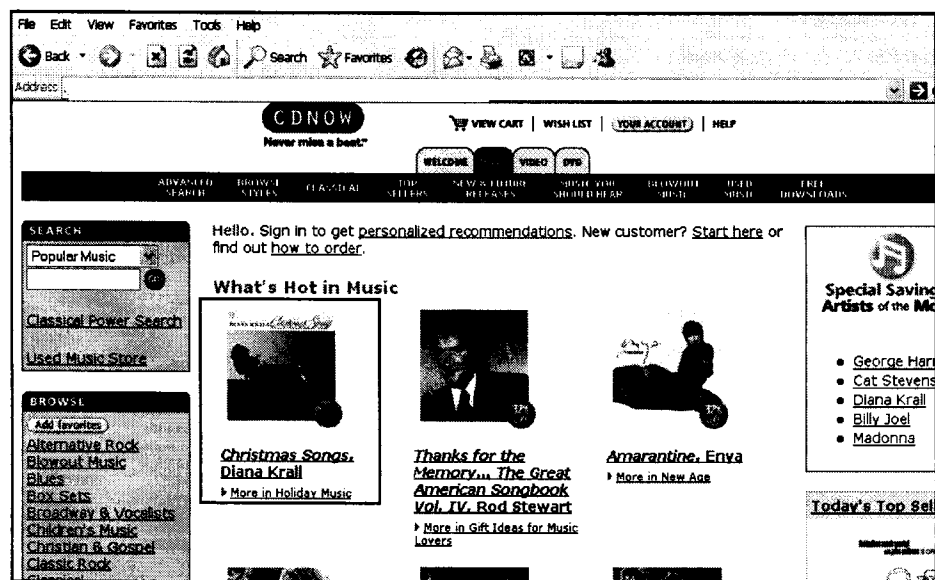 File Edit View Favorites Tools Help
Back Search Favorites
Address
CDNOW
Never miss a beat.™
VIEW CART | WISH LIST | YOUR ACCOUNT | HELP
WELCOME VIDEO DVD
ADVANCED SEARCH BROWSE STYLES CLASSICAL TOP SELLERS NEW & FUTURE RELEASES MUSIC YOU SHOULD HEAR BLOWOUT MUSIC USED MUSIC FREE DOWNLOADS
SEARCH
Popular Music
Classical Power Search
Used Music Store
BROWSE
Add favorites
Alternative Rock
Blowout Music
Blues
Box Sets
Broadway & Vocalists
Children's Music
Christian & Gospel
Classic Rock
Hello. Sign in to get personalized recommendations. New customer? Start here or
find out how to order.
What's Hot in Music
Christmas Songs,
Diana Krall
More in Holiday Music
Thanks for the
Memory... The Great
American Songbook
Vol. IV, Rod Stewart
More in Gift Ideas for Music
Lovers
Amarantine, Enya
More in New Age
Special Saving
Artists of the Mo
George Harr
Cat Stevens
Diana Krall
Billy Joel
Madonna
Today's Top Sel